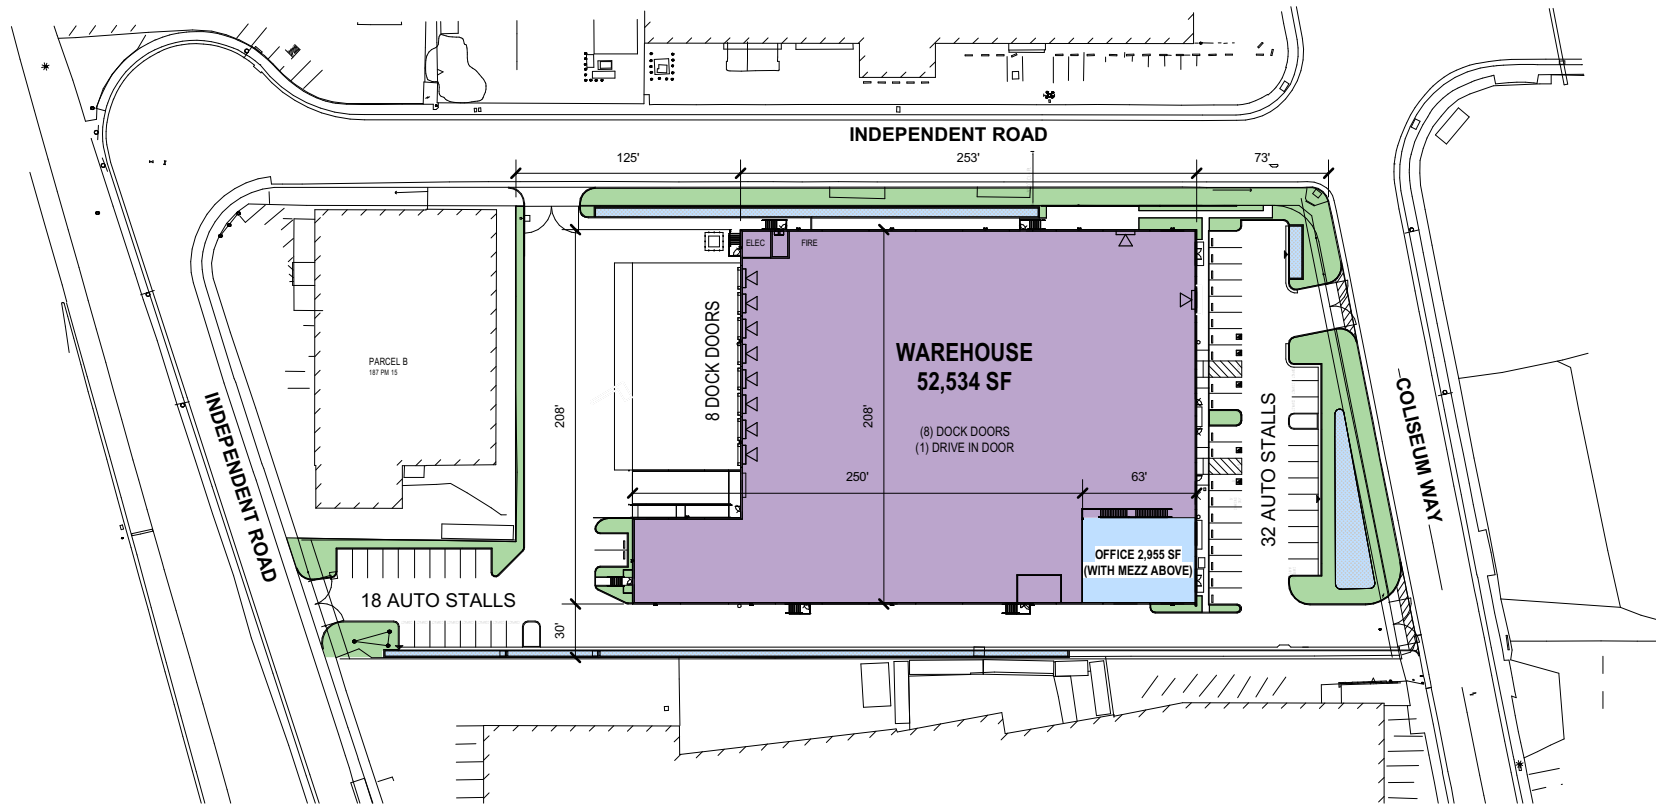 INDEPENDENT ROAD
125'
253'
73'
ELEC
FIRE
8 DOCK DOORS
WAREHOUSE
52,534 SF
(8) DOCK DOORS
(1) DRIVE IN DOOR
PARCEL B
187 PM 15
208'
208'
250'
63'
32 AUTO STALLS
COLISEUM WAY
INDEPENDENT ROAD
OFFICE 2,955 SF
(WITH MEZZ ABOVE)
18 AUTO STALLS
30'